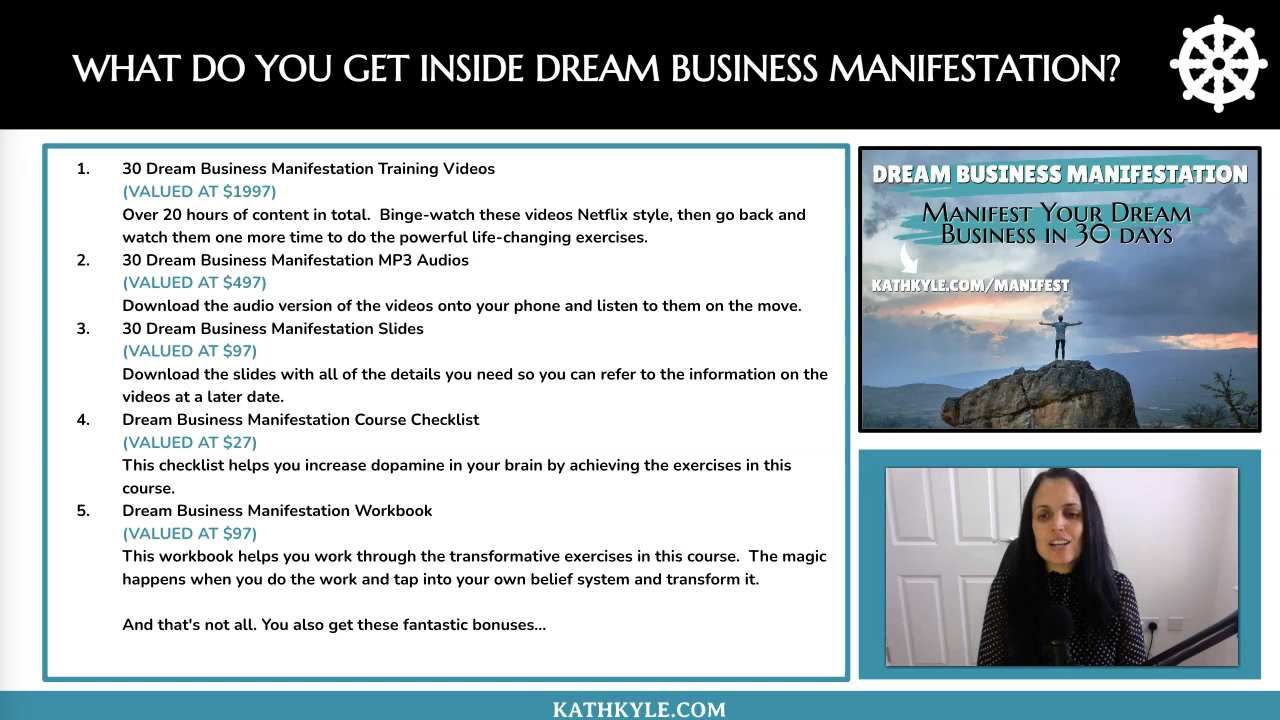 WHAT DO YOU GET INSIDE DREAM BUSINESS MANIFESTATION?
1. 30 Dream Business Manifestation Training Videos
(VALUED AT $1997)
Over 20 hours of content in total.  Binge-watch these videos Netflix style, then go back and
watch them one more time to do the powerful life-changing exercises.
2. 30 Dream Business Manifestation MP3 Audios
(VALUED AT $497)
Download the audio version of the videos onto your phone and listen to them on the move.
3. 30 Dream Business Manifestation Slides
(VALUED AT $97)
Download the slides with all of the details you need so you can refer to the information on the
videos at a later date.
4. Dream Business Manifestation Course Checklist
(VALUED AT $27)
This checklist helps you increase dopamine in your brain by achieving the exercises in this
course.
5. Dream Business Manifestation Workbook
(VALUED AT $97)
This workbook helps you work through the transformative exercises in this course.  The magic
happens when you do the work and tap into your own belief system and transform it.
And that's not all. You also get these fantastic bonuses...
DREAM BUSINESS MANIFESTATION
Manifest Your Dream
Business in 30 days
KATHKYLE.COM/MANIFEST
KATHKYLE.COM